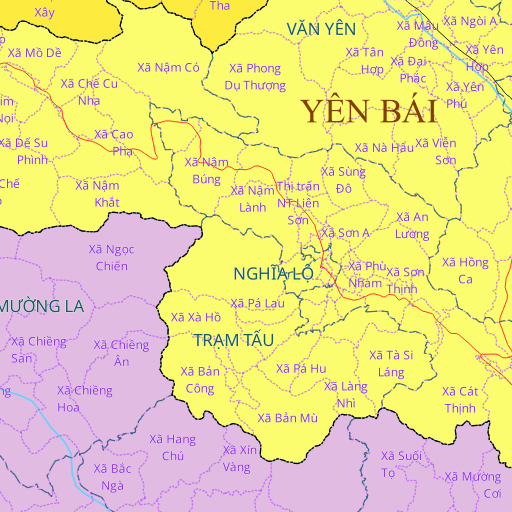 Xây
Tha
VĂN YÊN
Xã Mậu
Đông
Xã Ngòi A
Xã Mồ Dề
Xã Nậm Có
Xã Phong
Dụ Thượng
Xã Tân
Hợp
Xã Đại
Phác
Xã Yên
Hợp
Xã Chế Cu
Nha
Xã Yên
Phú
YÊN BÁI
Xã Cao
Phạ
Xã Dế Su
Phình
Xã Nà Hẩu
Xã Viễn
Sơn
Xã Nậm
Búng
Xã Sùng
Đô
Xã Nậm
Khắt
Xã Nậm
Lành
Thị trấn
NT Liên
Sơn
Xã An
Lương
Xã Sơn A
Xã Ngọc
Chiến
NGHĨA LỘ
Xã Phù
Nham
Xã Sơn
Thịnh
Xã Hồng
Ca
MƯỜNG LA
Xã Pá Lau
Xã Xà Hồ
TRẠM TẤU
Xã Chiềng
San
Xã Chiềng
Ân
Xã Tà Si
Láng
Xã Bản
Công
Xã Pá Hu
Xã Làng
Nhì
Xã Chiềng
Hoa
Xã Cát
Thịnh
Xã Bản Mù
Xã Hang
Chú
Xã Xín
Vàng
Xã Suối
Tọ
Xã Bắc
Ngà
Xã Mường
Cơi